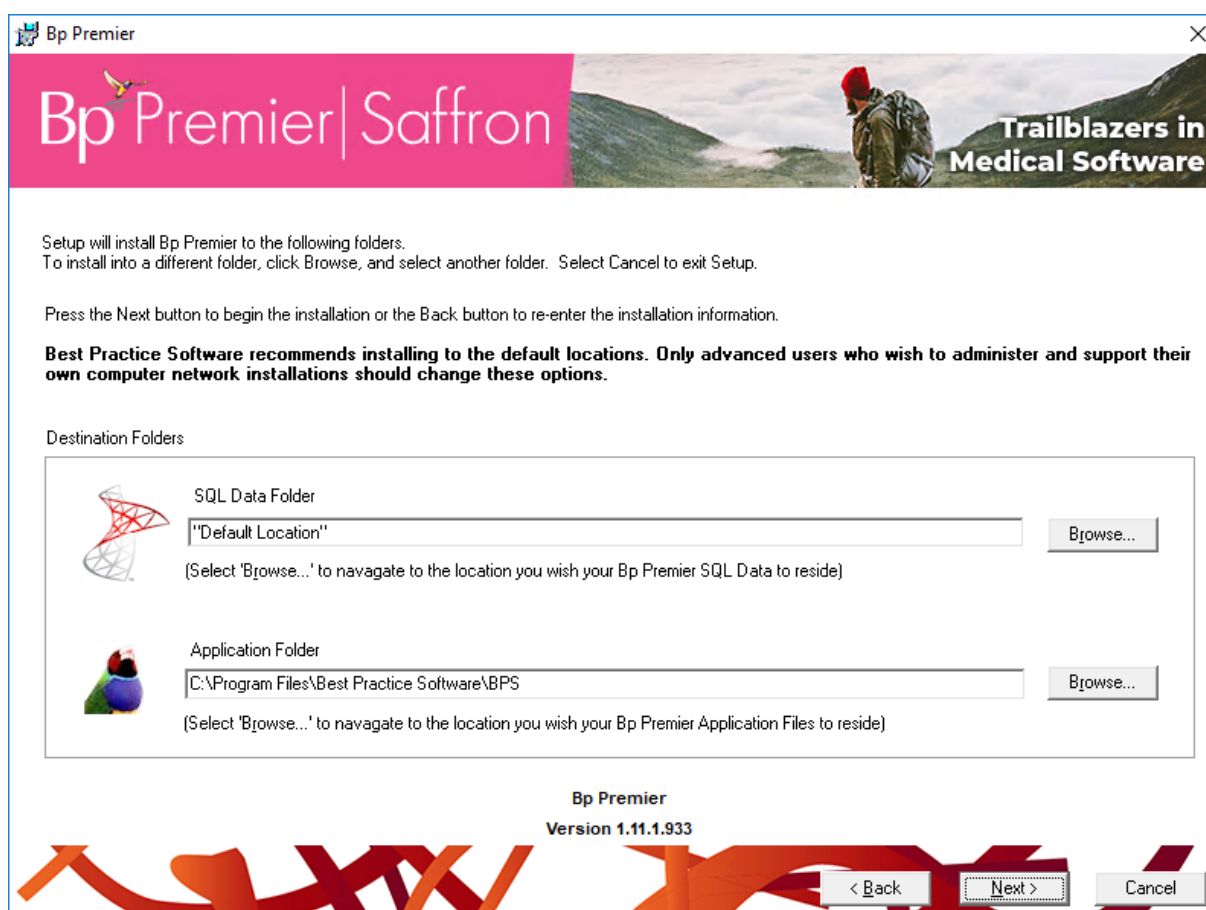 Bp Premier
Bp Premier | Saffron
Trailblazers in
Medical Software
Setup will install Bp Premier to the following folders.
To install into a different folder, click Browse, and select another folder.  Select Cancel to exit Setup.
Press the Next button to begin the installation or the Back button to re-enter the installation information.
Best Practice Software recommends installing to the default locations. Only advanced users who wish to administer and support their
own computer network installations should change these options.
Destination Folders
SQL Data Folder
"Default Location"
Browse...
(Select 'Browse...' to navagate to the location you wish your Bp Premier SQL Data to reside)
Application Folder
C:\Program Files\Best Practice Software\BPS
Browse...
(Select 'Browse...' to navagate to the location you wish your Bp Premier Application Files to reside)
Bp Premier
Version 1.11.1.933
< Back
Next >
Cancel